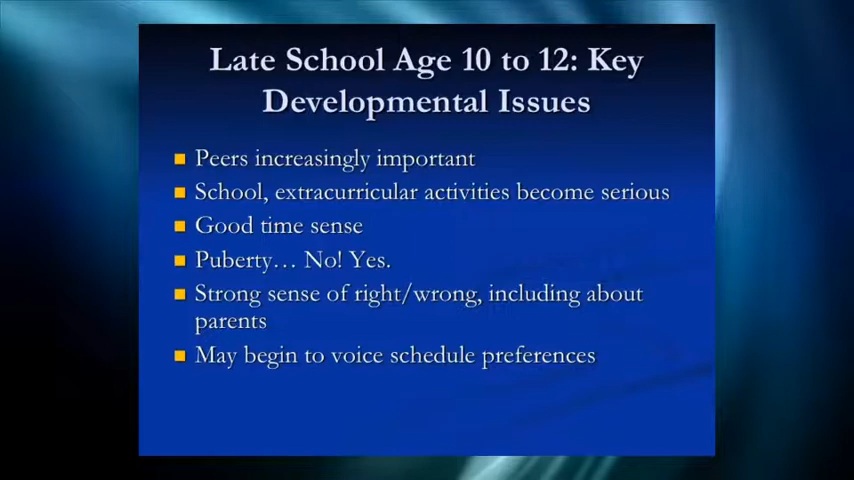 Late School Age 10 to 12: Key
Developmental Issues
Peers increasingly important
School, extracurricular activities become serious
Good time sense
Puberty… No! Yes.
Strong sense of right/wrong, including about
parents
May begin to voice schedule preferences